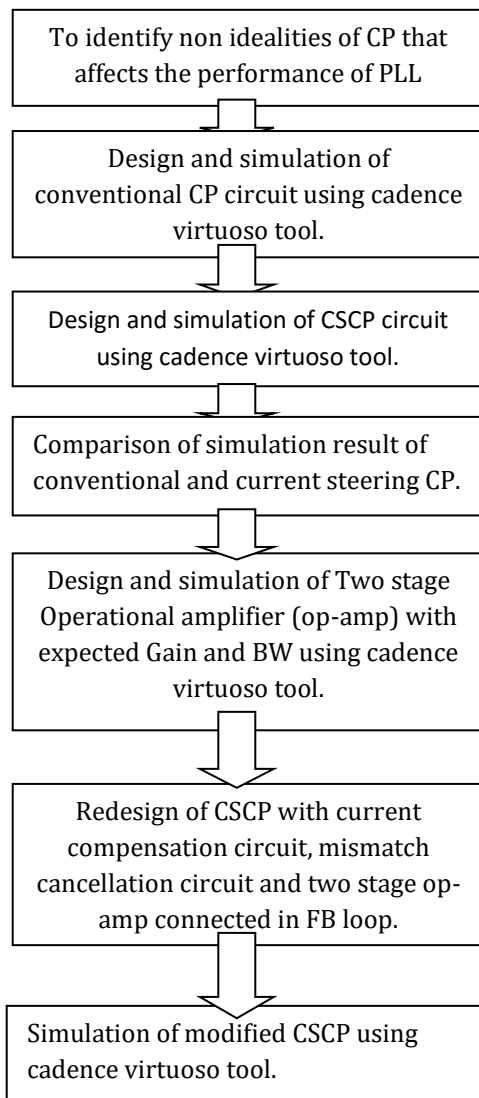 To identify non idealities of CP that
affects the performance of PLL
Design and simulation of
conventional CP circuit using cadence
virtuoso tool.
Design and simulation of CSCP circuit
using cadence virtuoso tool.
Comparison of simulation result of
conventional and current steering CP.
Design and simulation of Two stage
Operational amplifier (op-amp) with
expected Gain and BW using cadence
virtuoso tool.
Redesign of CSCP with current
compensation circuit, mismatch
cancellation circuit and two stage op-
amp connected in FB loop.
Simulation of modified CSCP using
cadence virtuoso tool.